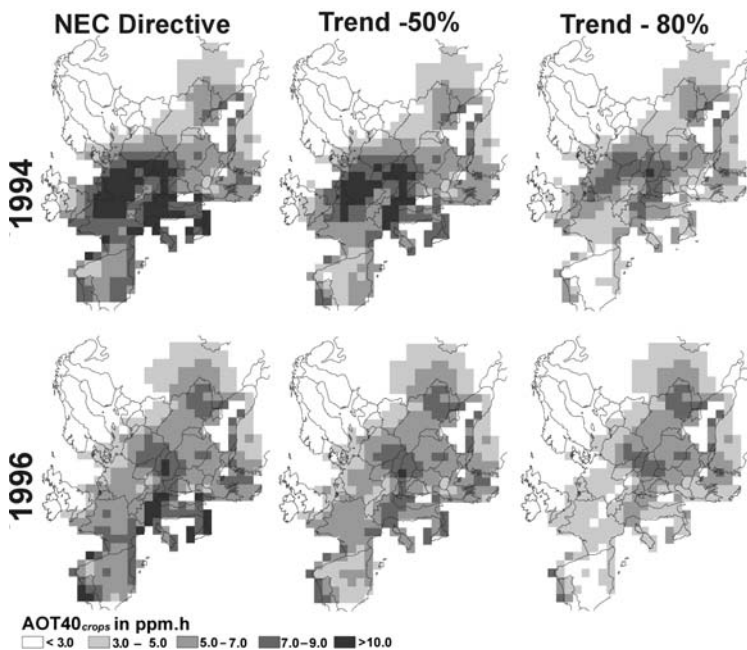 NEC Directive Trend -50% Trend - 80%
1994
1996
AOT40crops in ppm.h
< 3.0 3.0 – 5.0 5.0–7.0 7.0–9.0 >10.0